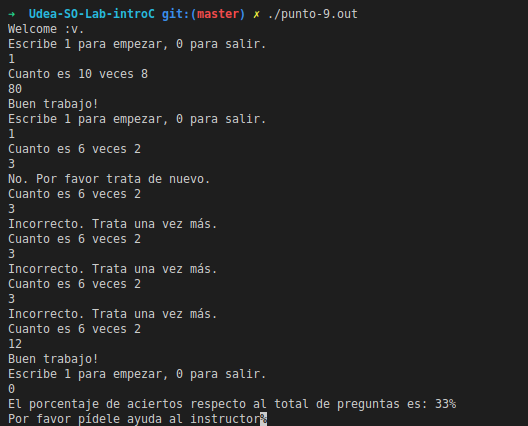 ➜  Udea-SO-Lab-introC git:(master) ✗ ./punto-9.out
Welcome :v.
Escribe 1 para empezar, 0 para salir.
1
Cuanto es 10 veces 8
80
Buen trabajo!
Escribe 1 para empezar, 0 para salir.
1
Cuanto es 6 veces 2
3
No. Por favor trata de nuevo.
Cuanto es 6 veces 2
3
Incorrecto. Trata una vez más.
Cuanto es 6 veces 2
3
Incorrecto. Trata una vez más.
Cuanto es 6 veces 2
3
Incorrecto. Trata una vez más.
Cuanto es 6 veces 2
12
Buen trabajo!
Escribe 1 para empezar, 0 para salir.
0
El porcentaje de aciertos respecto al total de preguntas es: 33%
Por favor pídele ayuda al instructor%